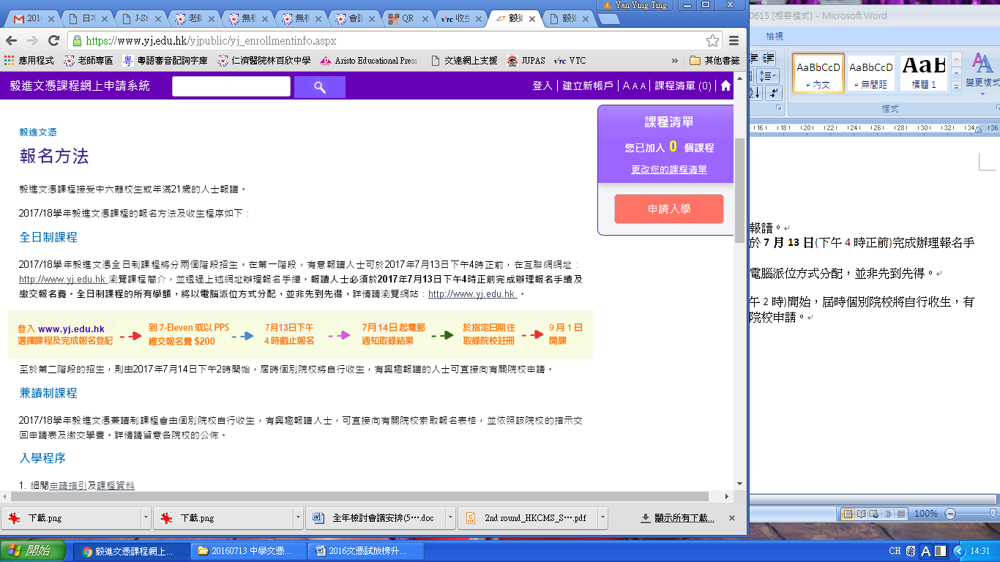 Yan Ying Ting
0615 [相容模式] - Microsoft Word
201
日本
J-Sh
老師
無標
無標
會計
QR
vtc 收生
毅進
毅進
https://www.yj.edu.hk/yjpublic/yj_enrollmentinfo.aspx
檢視
應用程式
老師專區
粵語審音配詞字庫
仁濟醫院林百欣中學
Aristo Educational Press
交達網上支援
JUPAS
vtc VTC
»
其他書籤
AaBbCcD
AaBbCcD
AaB
內文
無間距
標題 1
變更樣式
樣式
毅進文憑課程網上申請系統
登入 | 建立新帳戶 | A A A | 課程清單 (0) |
16 18 20 22 24 26 28 30 32 34 36
課程清單
您已加入 0 個課程
更改您的課程清單
申請入學
毅進文憑
報名方法
毅進文憑課程接受中六離校生或年滿21歲的人士報讀。
2017/18學年毅進文憑課程的報名方法及收生程序如下：
全日制課程
2017/18學年毅進文憑全日制課程將分兩個階段招生。在第一階段，有意報讀人士可於2017年7月13日下午4時正前，在互聯網網址：
http://www.yj.edu.hk 瀏覽課程簡介，並透過上述網址辦理報名手續。報讀人士必須於2017年7月13日下午4時正前完成辦理報名手續及
繳交報名費。全日制課程的所有學額，將以電腦派位方式分配，並非先到先得，詳情請瀏覽網站：http://www.yj.edu.hk 。
登入 www.yj.edu.hk
選擇課程及完成報名登記
到 7-Eleven 或以 PPS
繳交報名費 $200
7月13日下午
4 時截止報名
7月14日 起電郵
通知取錄結果
於指定日期往
取錄院校註冊
9 月 1 日
開課
至於第二階段的招生，則由2017年7月14日下午2時開始，屆時個別院校將自行收生，有興趣報讀的人士可直接向有關院校申請。
兼讀制課程
2017/18學年毅進文憑兼讀制課程會由個別院校自行收生，有興趣報讀人士，可直接向有關院校索取報名表格，並依照該院校的指示交
回申請表及繳交學費。詳情請留意各院校的公佈。
入學程序
1. 細閱申請指引及課程資料
報讀。
於 7 月 13 日(下午 4 時正前)完成辦理報名手
電腦派位方式分配，並非先到先得。
午 2 時)開始，屆時個別院校將自行收生，有
院校申請。
下載.png
下載.png
全年檢討會議安排(5….doc
2nd round_HKCMS_S….pdf
顯示所有下載...
100%
開始
毅進文憑課程網上...
20160713 中學文憑...
2016文憑試放榜升...
CH
A
14:31